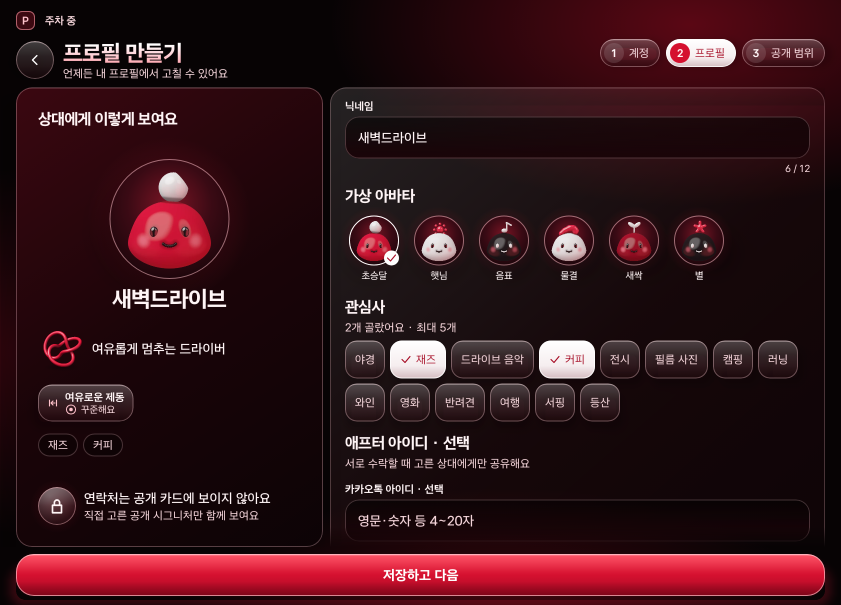 P 주차 중
프로필 만들기
언제든 내 프로필에서 고칠 수 있어요
1 계정
2 프로필
3 공개 범위
상대에게 이렇게 보여요
새벽드라이브
여유롭게 멈추는 드라이버
여유로운 제동
꾸준해요
재즈 커피
연락처는 공개 카드에 보이지 않아요
직접 고른 공개 시그니처만 함께 보여요
닉네임
새벽드라이브
6 / 12
가상 아바타
초승달 햇님 음표 물결 새싹 별
관심사
2개 골랐어요 · 최대 5개
야경 재즈 드라이브 음악 커피 전시 필름 사진 캠핑 러닝
와인 영화 반려견 여행 서핑 등산
애프터 아이디 · 선택
서로 수락할 때 고른 상대에게만 공유해요
카카오톡 아이디 · 선택
영문·숫자 등 4~20자
저장하고 다음